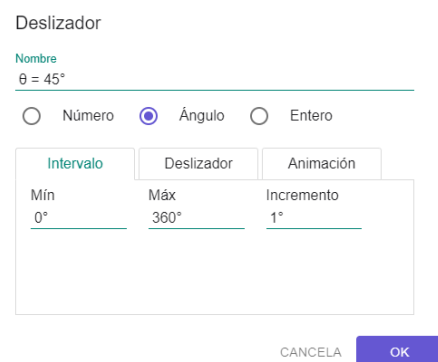 Deslizador
Nombre
θ = 45°
Número Ángulo Entero
Intervalo Deslizador Animación
Mín Máx Incremento
0° 360° 1°
CANCELA OK